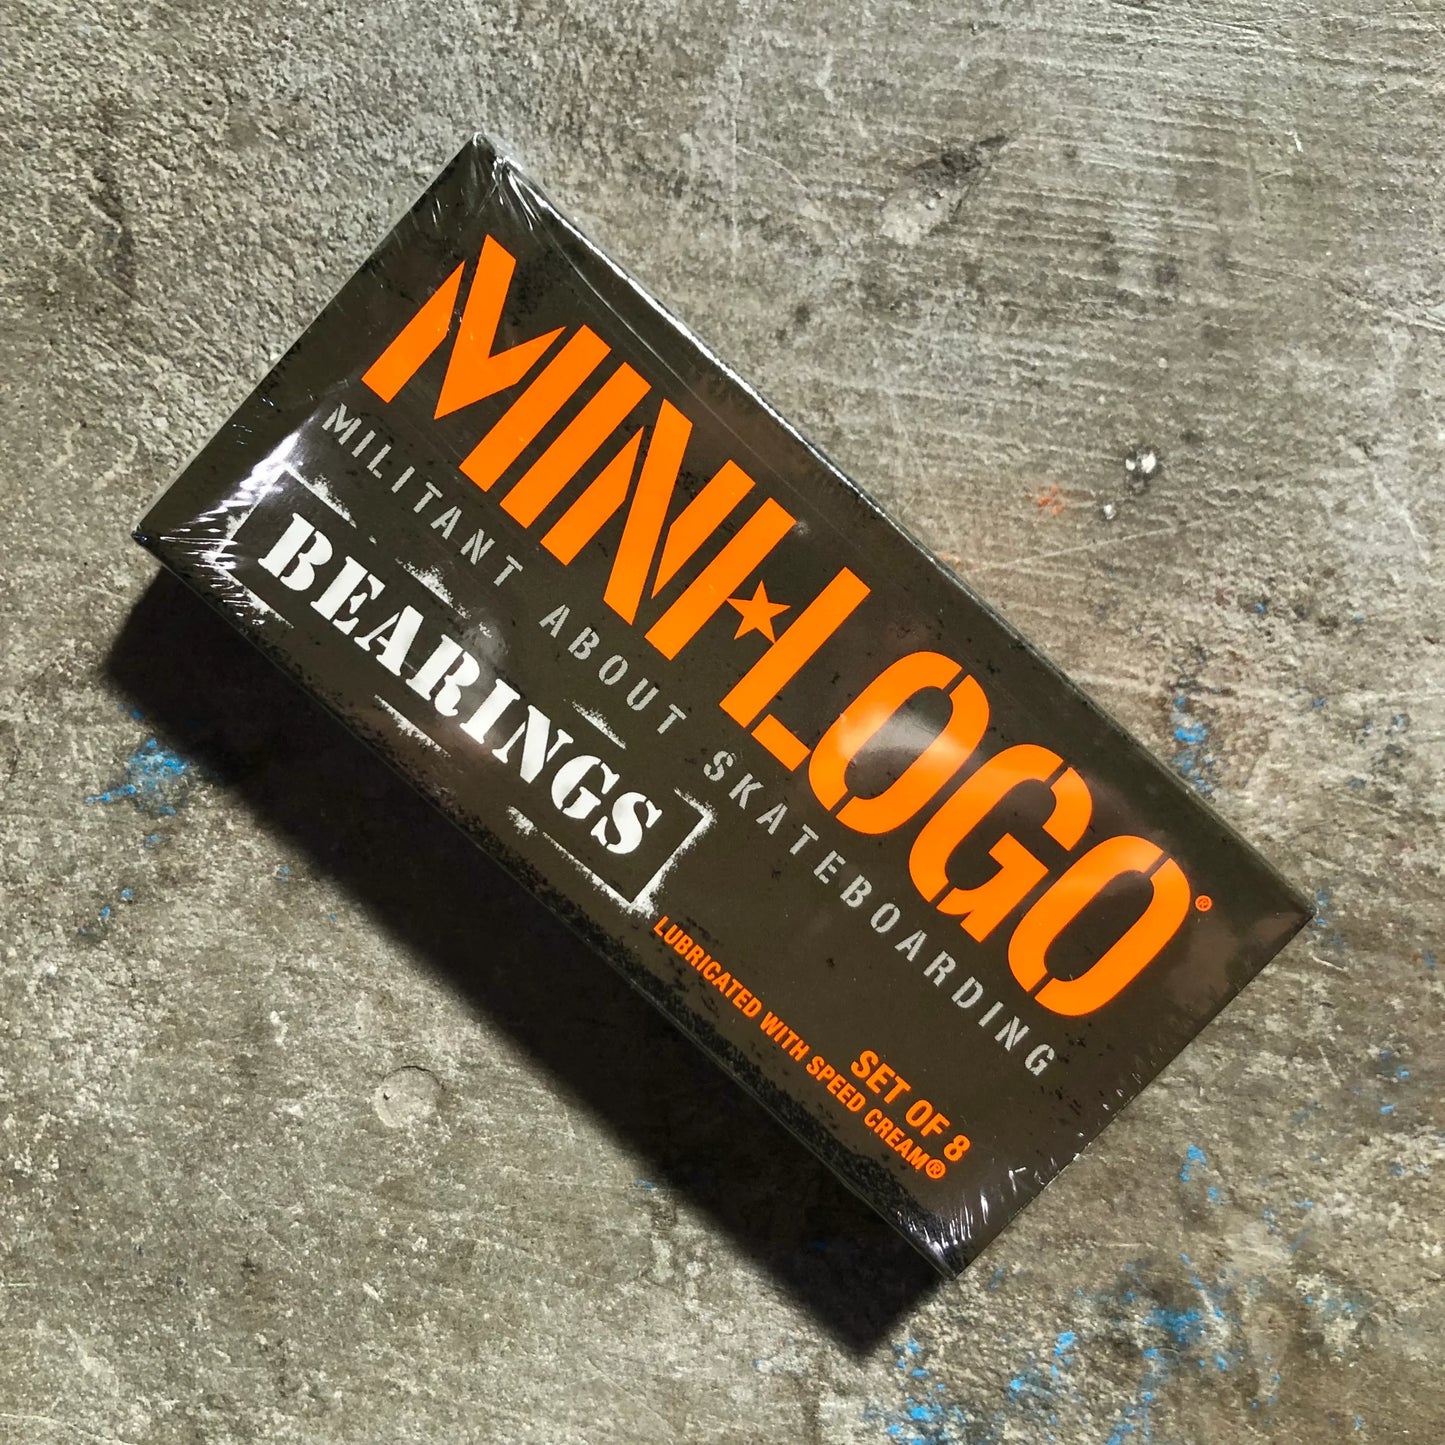 MINI★LOGO®
MILITANT ABOUT SKATEBOARDING
BEARINGS
SET OF 8
LUBRICATED WITH SPEED CREAM®